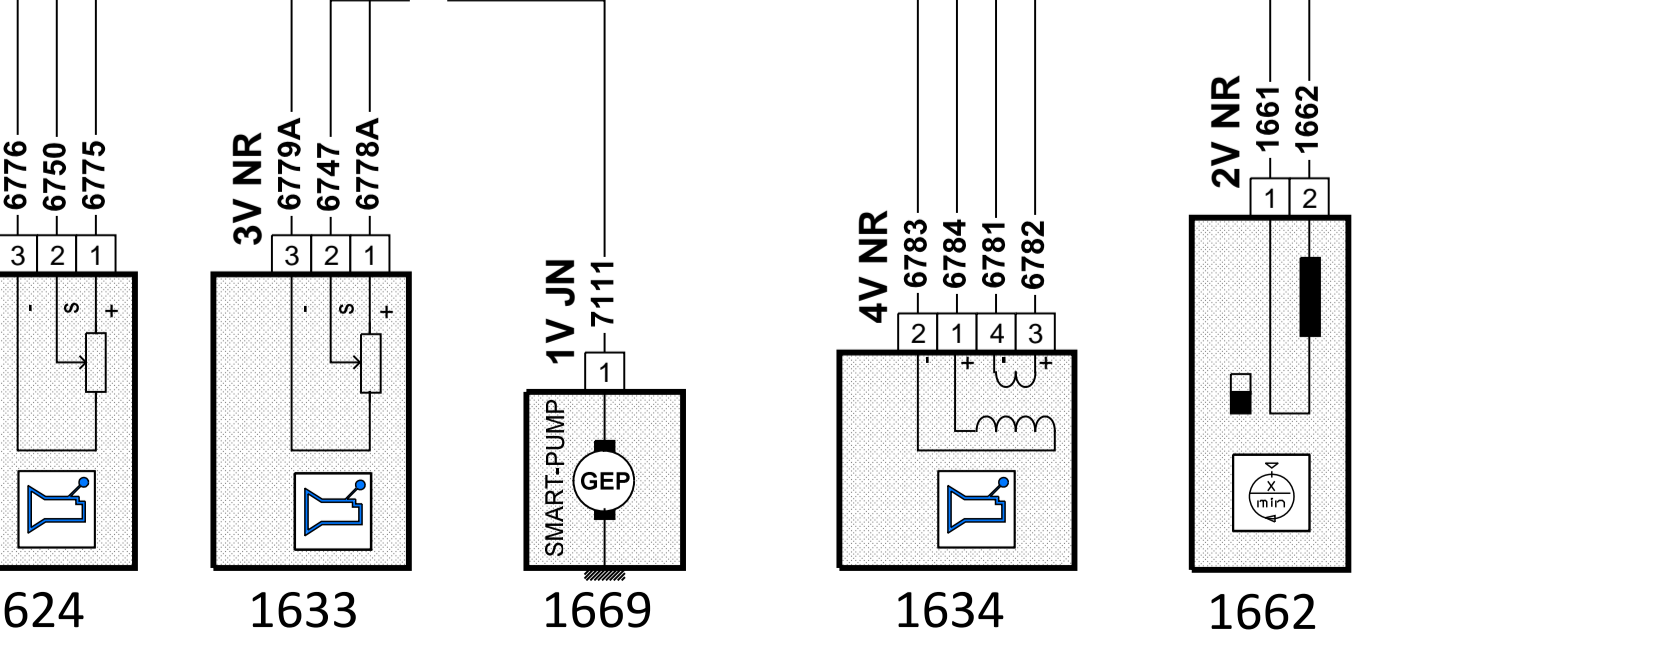 6776
6750
6775
3 2 1
- s +
624
3V NR
6779A
6747
6778A
3 2 1
- s +
1633
1V JN
7111
1
SMART-PUMP
GEP
1669
4V NR
6783
6784
6781
6782
2 1 4 3
- + - +
1634
2V NR
1661
1662
1 2
x
min
1662